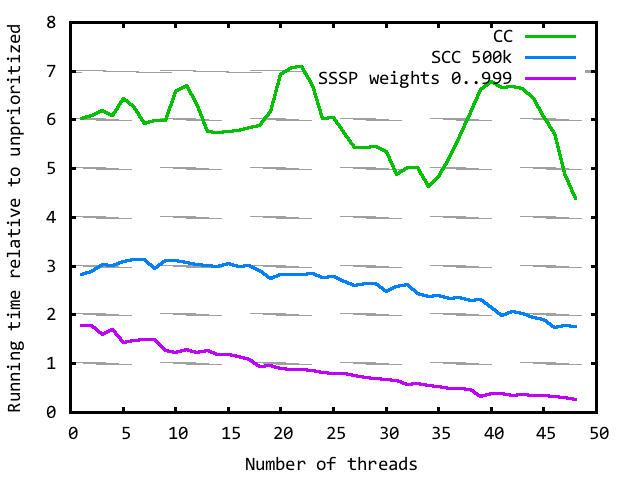 Running time relative to unprioritized
8
7
6
5
4
3
2
1
0
CC
SCC 500k
SSSP weights 0..999
0 5 10 15 20 25 30 35 40 45 50
Number of threads